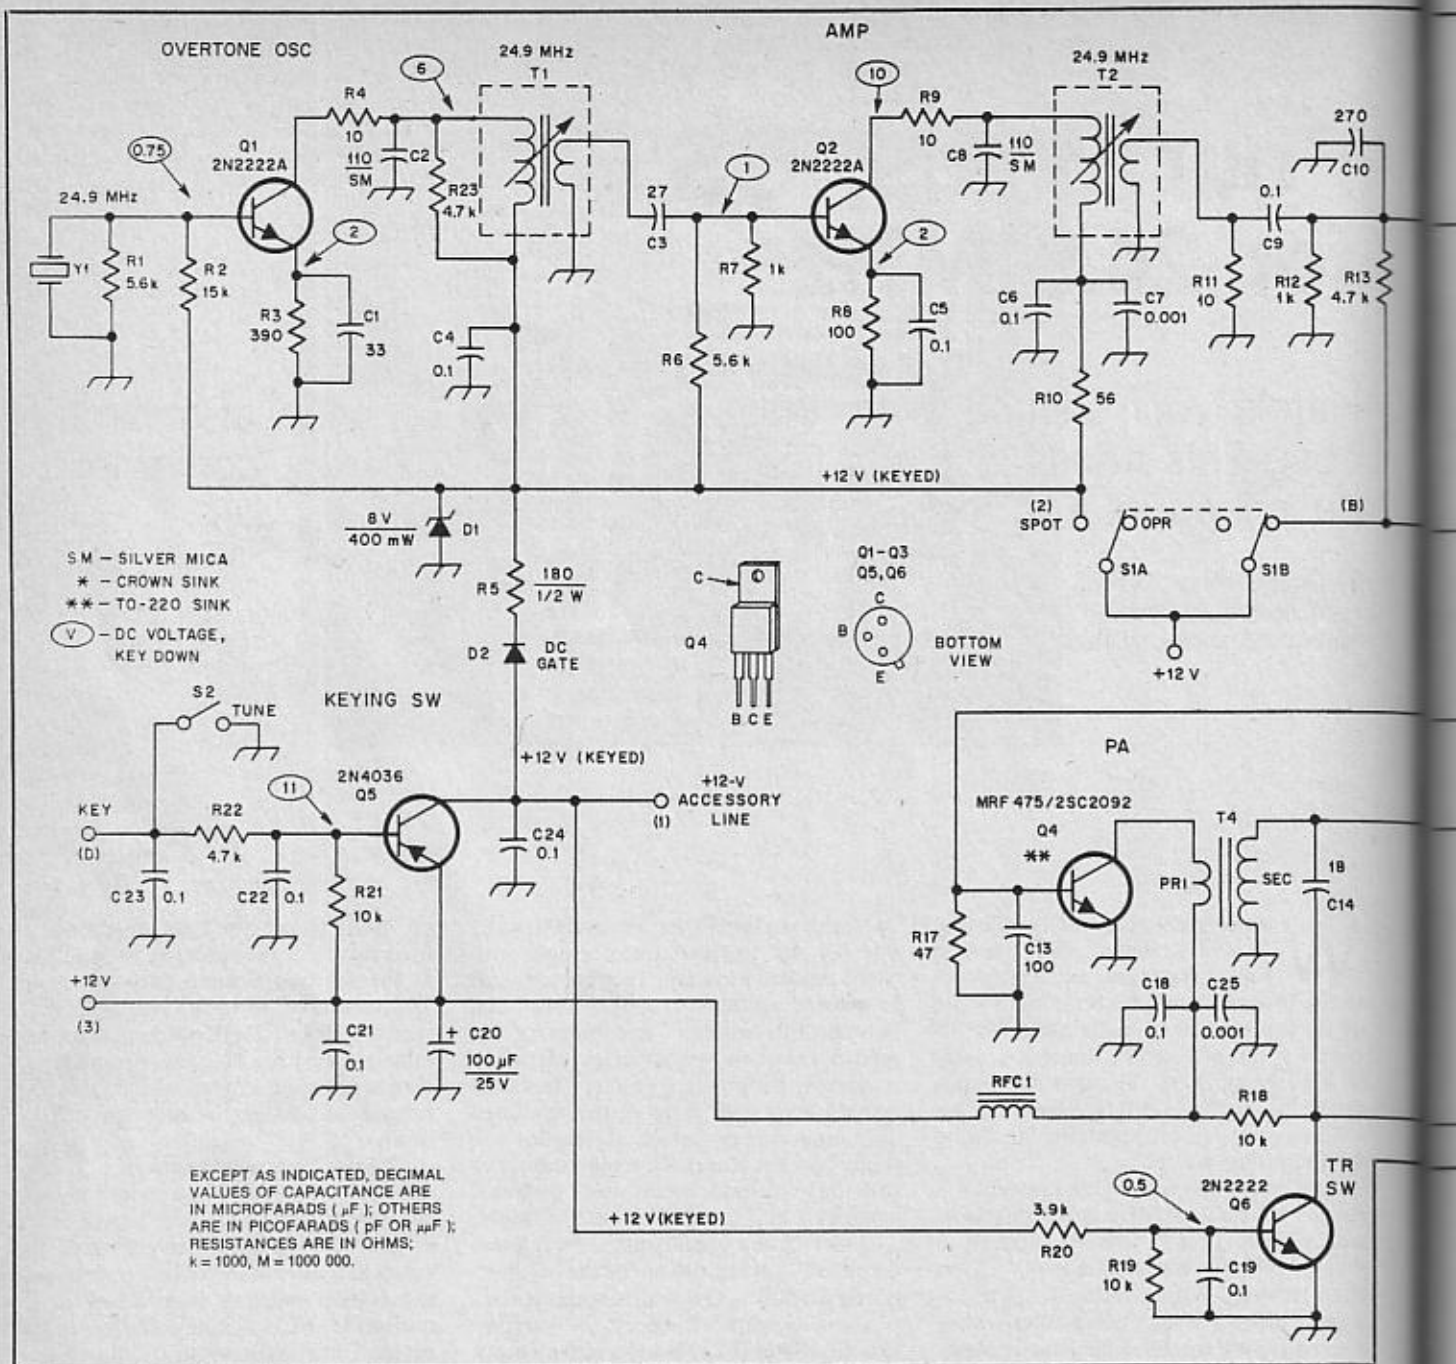 OVERTONE OSC
AMP
24.9 MHz
T1
24.9 MHz
T2
6
10
R4
10
R9
10
270
C10
0.75
Q1
2N2222A
110
SM
C2
R23
4.7 k
Q2
2N2222A
C8
110
SM
24.9 MHz
1
27
C3
0.1
C9
Y1
R1
5.6 k
R2
15 k
2
R7
1k
2
R11
10
R12
1 k
R13
4.7 k
R3
390
C1
33
C4
0.1
R6
5.6 k
R8
100
C5
0.1
C6
0.1
C7
0.001
R10
56
+12 V (KEYED)
8 V
400 mW
D1
(2)
SPOT
OPR
(B)
S1A
S1B
+12 V
SM – SILVER MICA
* – CROWN SINK
** – TO-220 SINK
V – DC VOLTAGE,
KEY DOWN
R5
180
1/2 W
D2
DC
GATE
C
Q4
B C E
Q1-Q3
Q5,Q6
C
B
E
BOTTOM
VIEW
S2
TUNE
KEYING SW
+12 V (KEYED)
PA
11
2N4036
Q5
KEY
(D)
R22
4.7 k
+12-V
ACCESSORY
LINE
(1)
C24
0.1
C23
0.1
C22
0.1
R21
10 k
MRF 475/2SC2092
Q4
**
T4
PRI
SEC
18
C14
R17
47
C13
100
+12V
(3)
C21
0.1
+
C20
100 µF
25 V
C18
0.1
C25
0.001
RFC 1
R18
10 k
EXCEPT AS INDICATED, DECIMAL
VALUES OF CAPACITANCE ARE
IN MICROFARADS ( µF ); OTHERS
ARE IN PICOFARADS ( pF OR µµF );
RESISTANCES ARE IN OHMS;
k = 1000, M = 1000 000.
+12 V(KEYED)
3.9k
R20
0.5
2N2222
Q6
TR
SW
R19
10 k
C19
0.1